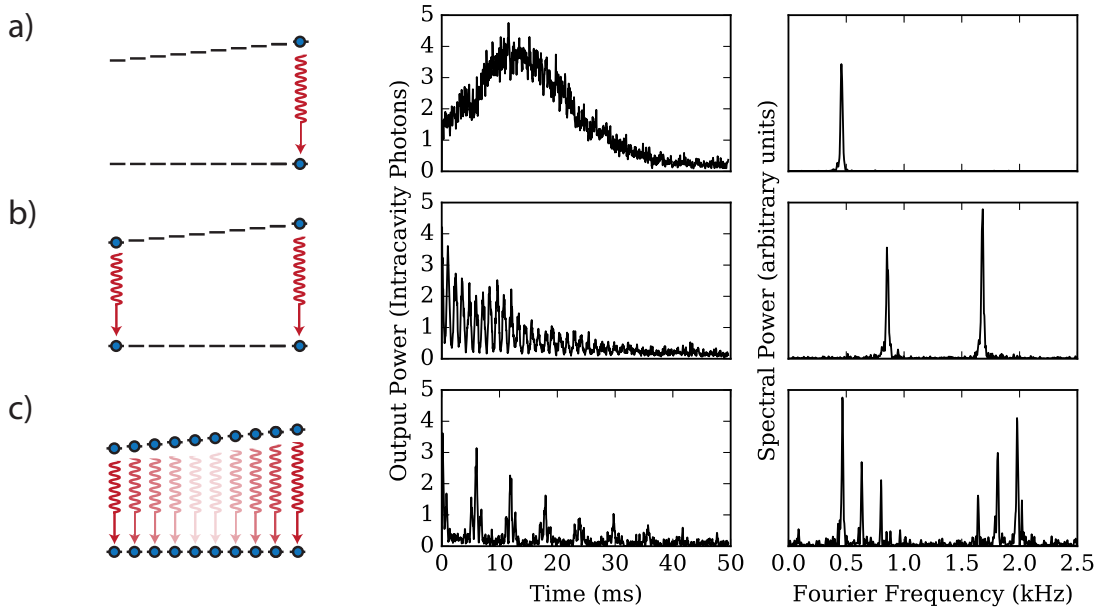 a)
5
4
3
2
1
0
b)
5
4
3
2
1
0
c)
5
4
3
2
1
0
0 10 20 30 40 50
Time (ms)
Output Power (Intracavity Photons)
Spectral Power (arbitrary units)
0.0 0.5 1.0 1.5 2.0 2.5
Fourier Frequency (kHz)